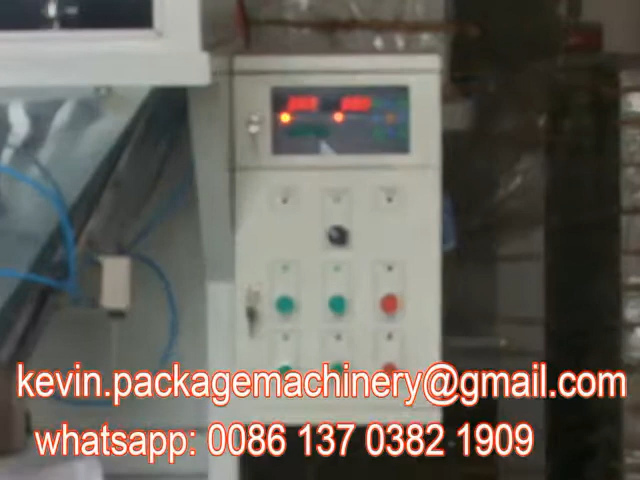 kevin.packagemachinery@gmail.com
whatsapp: 0086 137 0382 1909